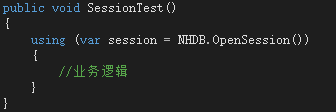 public void SessionTest()
{
using (var session = NHDB.OpenSession())
{
//业务逻辑
}
}